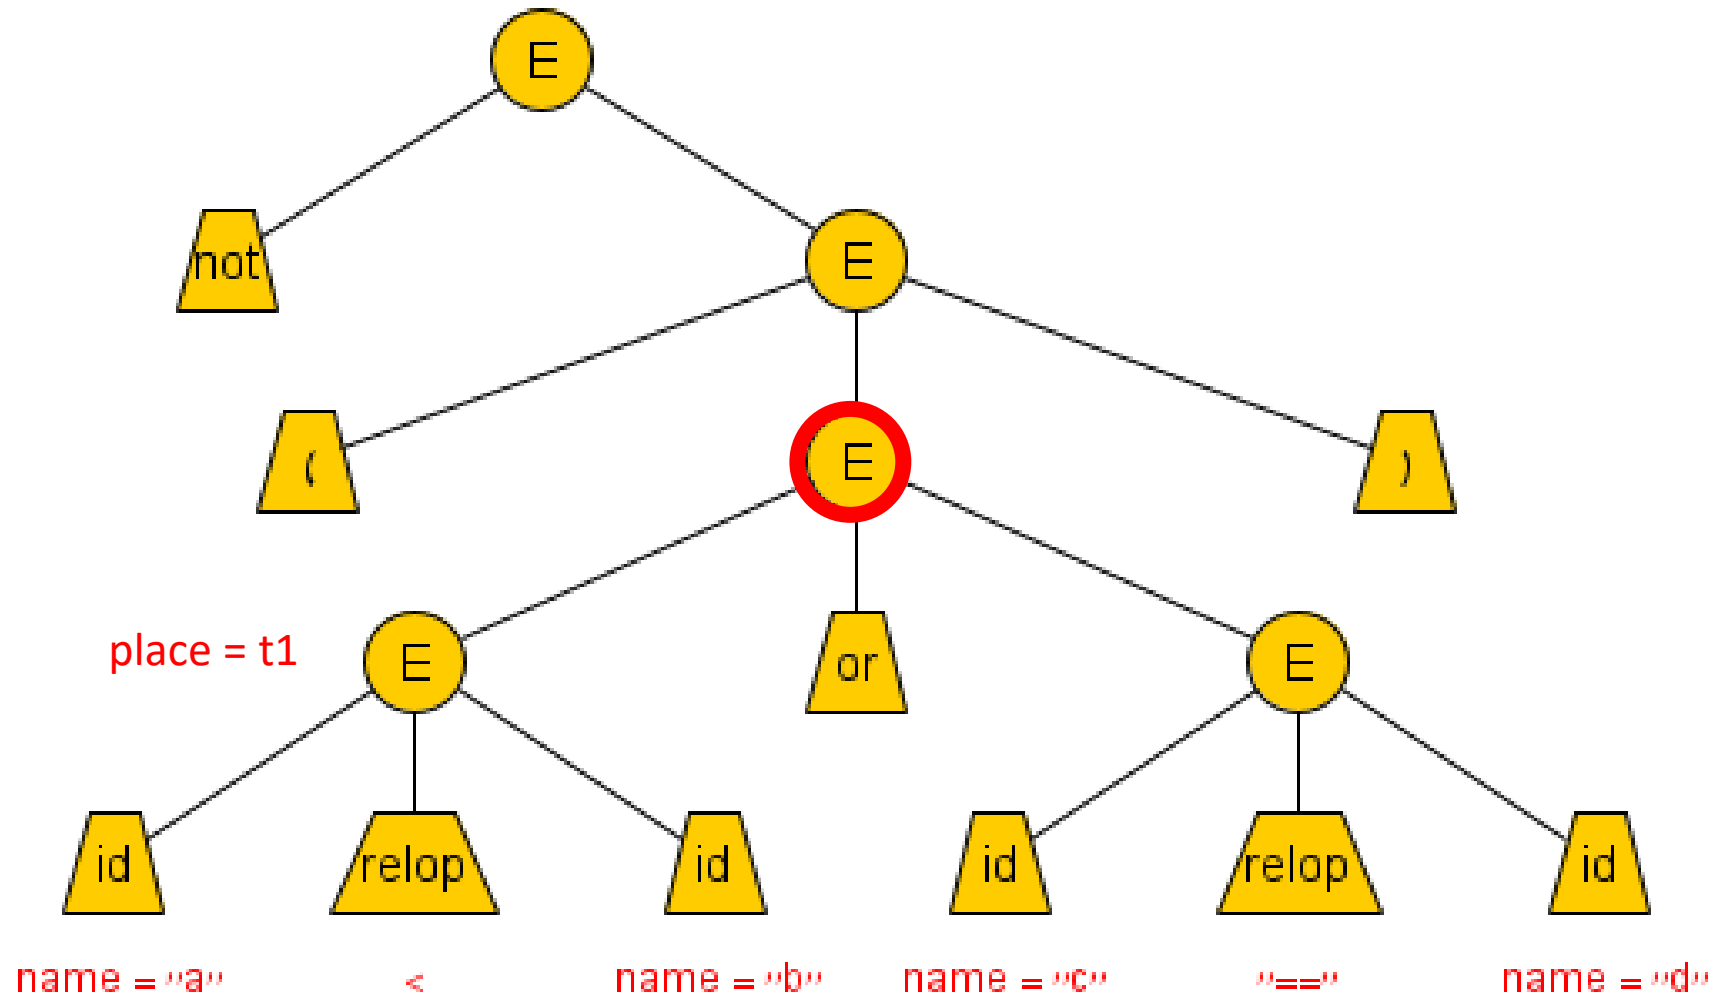 E
not
E
(
E
)
place = t1
E
or
E
id
relop
id
id
relop
id
name = "a"
<
name = "b"
name = "c"
"=="
name = "d"